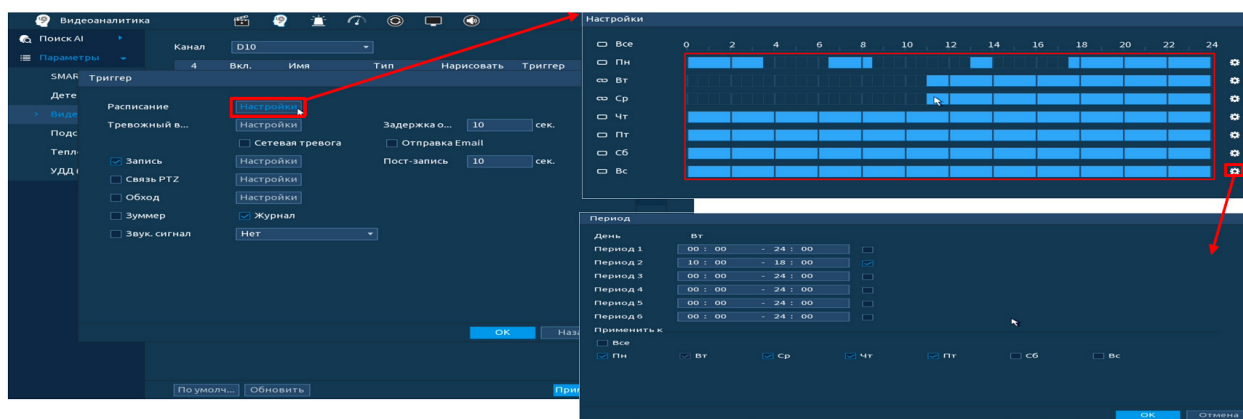 Видеоаналитика
Поиск AI
Параметры
SMAR
Дете
Виде
Подс
Тепл
УДД
Канал D10
4 Вкл. Имя Тип Нарисовать Триггер
Триггер
Расписание Настройки
Тревожный в... Настройки Задержка о... 10 сек.
Сетевая тревога Отправка Email
Запись Настройки Пост-запись 10 сек.
Связь PTZ Настройки
Обход Настройки
Зуммер Журнал
Звук. сигнал Нет
OK Наза
По умолч... Обновить При
Настройки
Все 0 2 4 6 8 10 12 14 16 18 20 22 24
Пн
Вт
Ср
Чт
Пт
Сб
Вс
Период
День Вт
Период 1 00 : 00 - 24 : 00
Период 2 10 : 00 - 18 : 00
Период 3 00 : 00 - 24 : 00
Период 4 00 : 00 - 24 : 00
Период 5 00 : 00 - 24 : 00
Период 6 00 : 00 - 24 : 00
Применить к
Все
Пн Вт Ср Чт Пт Сб Вс
OK Отмена